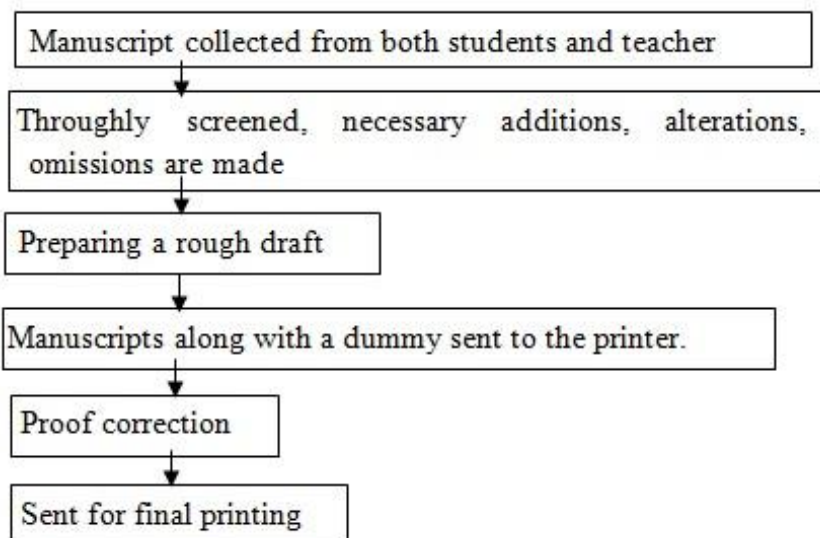 Manuscript collected from both students and teacher
Throughly screened, necessary additions, alterations,
omissions are made
Preparing a rough draft
Manuscripts along with a dummy sent to the printer.
Proof correction
Sent for final printing